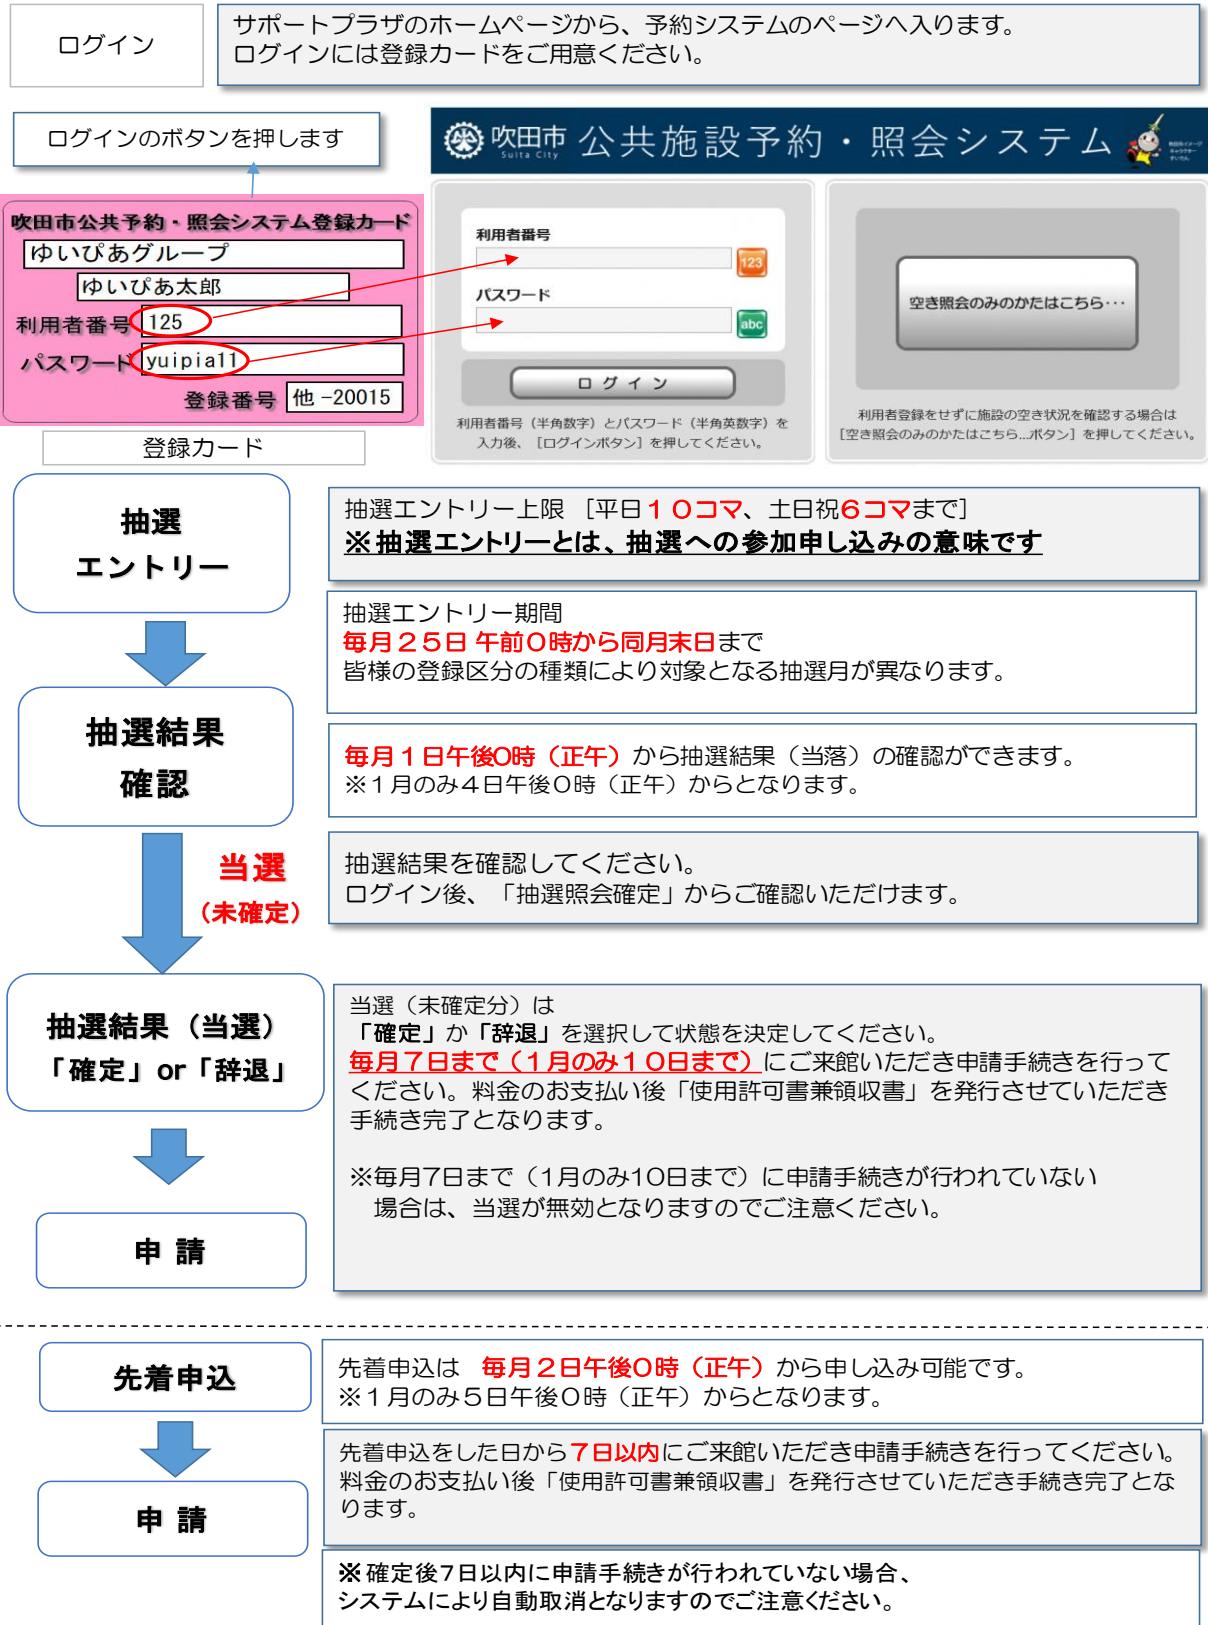 ログイン
サポートプラザのホームページから、予約システムのページへ入ります。
ログインには登録カードをご用意ください。
ログインのボタンを押します
吹田市 公共施設予約・照会システム
Suita City
吹田市公共予約・照会システム登録カード
ゆいぴあグループ
ゆいぴあ太郎
利用者番号 125
パスワード yuipia11
登録番号 他-20015
登録カード
利用者番号
123
パスワード
abc
ログイン
利用者番号（半角数字）とパスワード（半角英数字）を
入力後、［ログインボタン］を押してください。
空き照会のみのかたはこちら･･･
利用者登録をせずに施設の空き状況を確認する場合は
［空き照会のみのかたはこちら...ボタン］を押してください。
抽選
エントリー
抽選エントリー上限 ［平日１０コマ、土日祝６コマまで］
※抽選エントリーとは、抽選への参加申し込みの意味です
抽選エントリー期間
毎月２５日 午前０時から同月末日まで
皆様の登録区分の種類により対象となる抽選月が異なります。
抽選結果
確認
毎月１日午後０時（正午）から抽選結果（当落）の確認ができます。
※１月のみ４日午後０時（正午）からとなります。
当選
（未確定）
抽選結果を確認してください。
ログイン後、「抽選照会確定」からご確認いただけます。
抽選結果（当選）
「確定」or「辞退」
当選（未確定分）は
「確定」か「辞退」を選択して状態を決定してください。
毎月７日まで（１月のみ１０日まで）にご来館いただき申請手続きを行って
ください。料金のお支払い後「使用許可書兼領収書」を発行させていただき
手続き完了となります。
※毎月7日まで（1月のみ10日まで）に申請手続きが行われていない
場合は、当選が無効となりますのでご注意ください。
申 請
先着申込
先着申込は 毎月２日午後０時（正午）から申し込み可能です。
※１月のみ５日午後０時（正午）からとなります。
先着申込をした日から７日以内にご来館いただき申請手続きを行ってください。
料金のお支払い後「使用許可書兼領収書」を発行させていただき手続き完了とな
ります。
申 請
※確定後7日以内に申請手続きが行われていない場合、
システムにより自動取消となりますのでご注意ください。